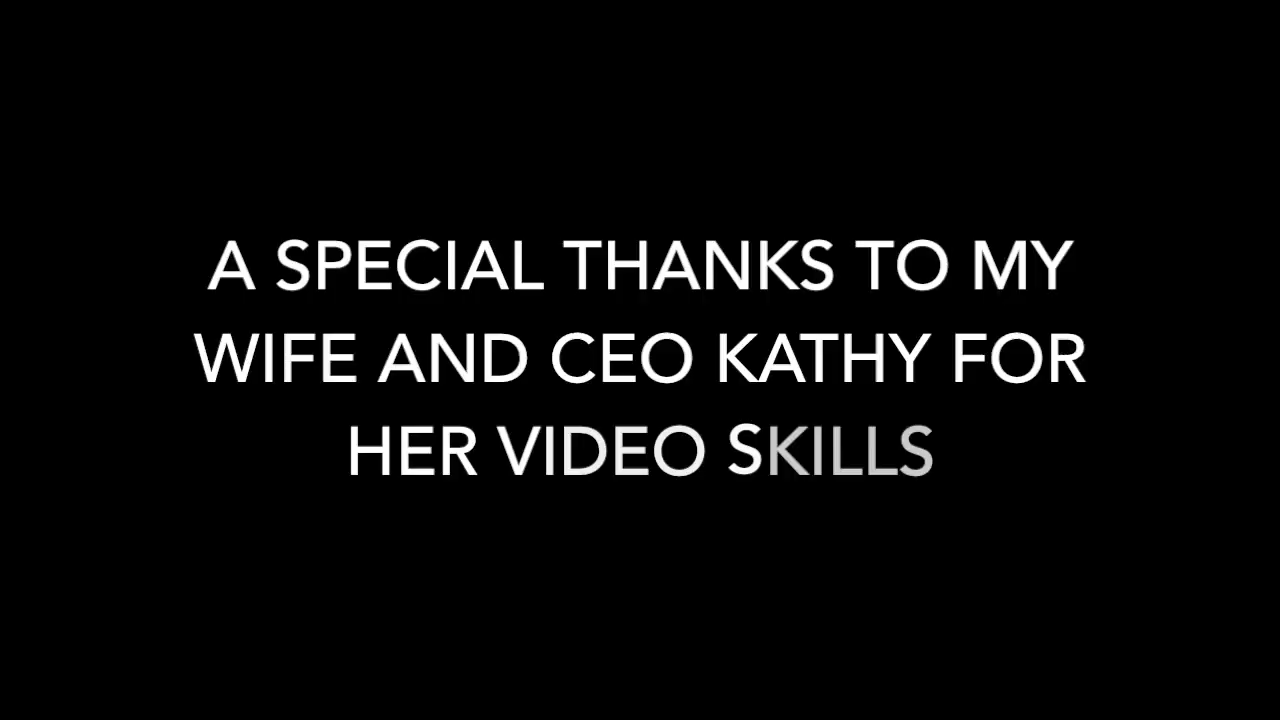 A SPECIAL THANKS TO MY
WIFE AND CEO KATHY FOR
HER VIDEO SKILLS